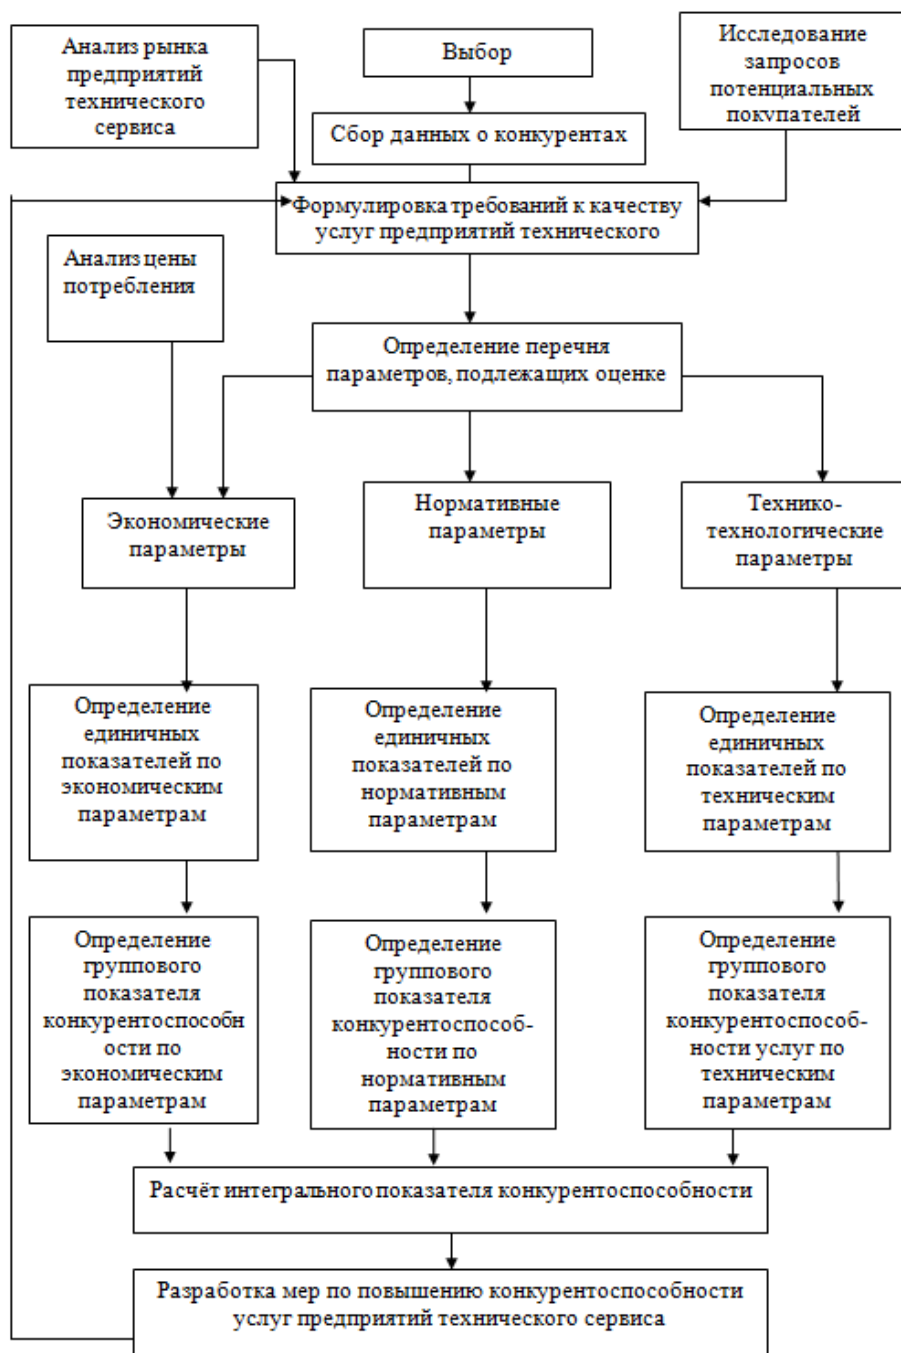 Анализ рынка
предприятий
технического
сервиса
Выбор
Исследование
запросов
потенциальных
покупателей
Сбор данных о конкурентах
Формулировка требований к качеству
услуг предприятий технического
Анализ цены
потребления
Определение перечня
параметров, подлежащих оценке
Экономические
параметры
Нормативные
параметры
Технико-
технологические
параметры
Определение
единичных
показателей по
экономическим
параметрам
Определение
единичных
показателей по
нормативным
параметрам
Определение
единичных
показателей по
техническим
параметрам
Определение
группового
показателя
конкурентоспособн
ости по
экономическим
параметрам
Определение
группового
показателя
конкурентоспособ-
ности по
нормативным
параметрам
Определение
группового
показателя
конкурентоспособ-
ности услуг по
техническим
параметрам
Расчёт интегрального показателя конкурентоспособности
Разработка мер по повышению конкурентоспособности
услуг предприятий технического сервиса